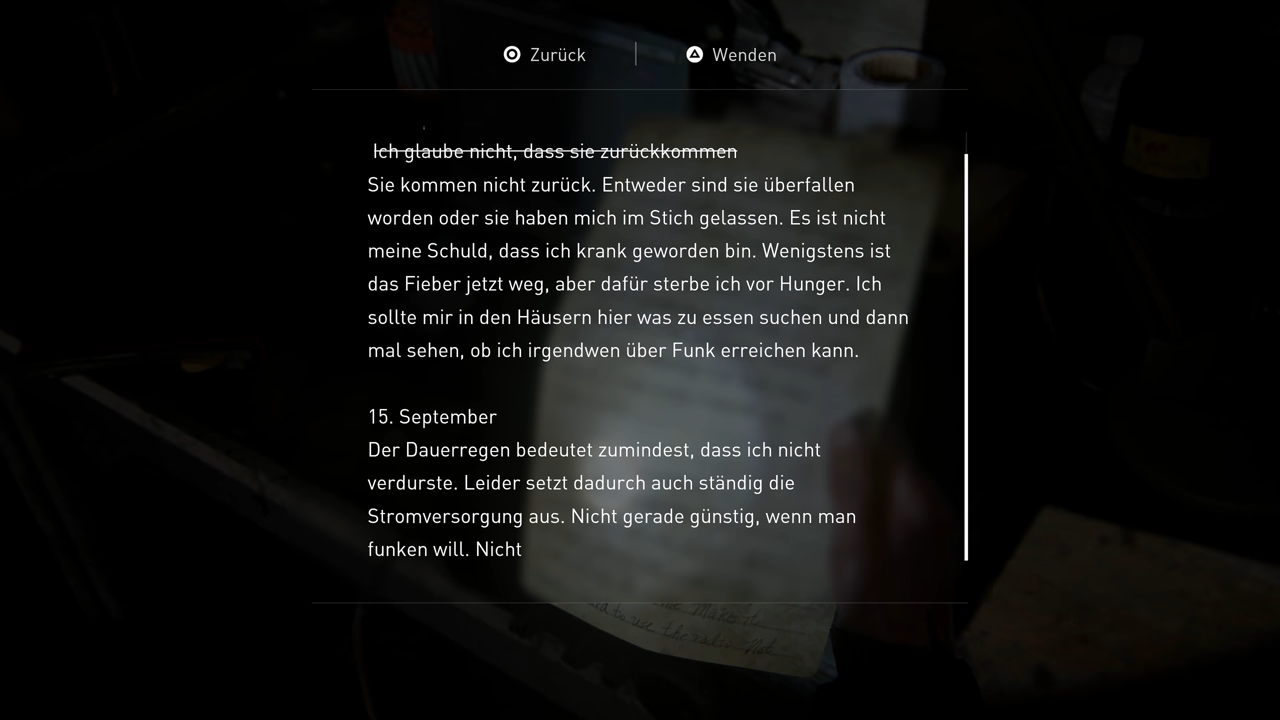 Zurück
Wenden
Ich glaube nicht, dass sie zurückkommen
Sie kommen nicht zurück. Entweder sind sie überfallen
worden oder sie haben mich im Stich gelassen. Es ist nicht
meine Schuld, dass ich krank geworden bin. Wenigstens ist
das Fieber jetzt weg, aber dafür sterbe ich vor Hunger. Ich
sollte mir in den Häusern hier was zu essen suchen und dann
mal sehen, ob ich irgendwen über Funk erreichen kann.
15. September
Der Dauerregen bedeutet zumindest, dass ich nicht
verdurste. Leider setzt dadurch auch ständig die
Stromversorgung aus. Nicht gerade günstig, wenn man
funken will. Nicht
use the radio. Not